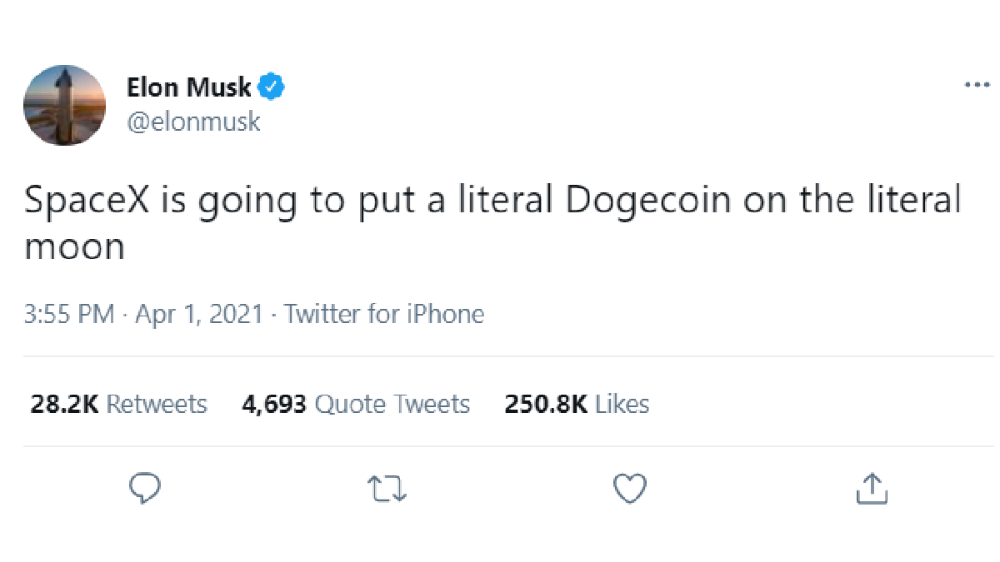 Elon Musk
@elonmusk
SpaceX is going to put a literal Dogecoin on the literal
moon
3:55 PM · Apr 1, 2021 · Twitter for iPhone
28.2K Retweets 4,693 Quote Tweets 250.8K Likes